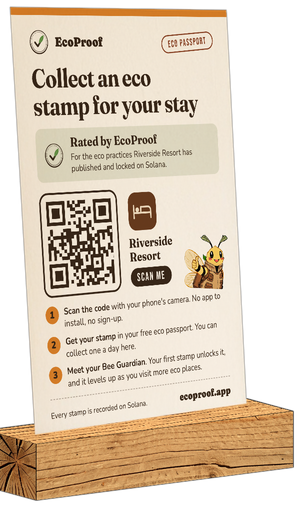 EcoProof
ECO PASSPORT
Collect an eco
stamp for your stay
Rated by EcoProof
For the eco practices Riverside Resort has
published and locked on Solana.
Riverside
Resort
SCAN ME
1 Scan the code with your phone's camera. No app to
install, no sign-up.
2 Get your stamp in your free eco passport. You can
collect one a day here.
3 Meet your Bee Guardian. Your first stamp unlocks it,
and it levels up as you visit more eco places.
Every stamp is recorded on Solana.
ecoproof.app